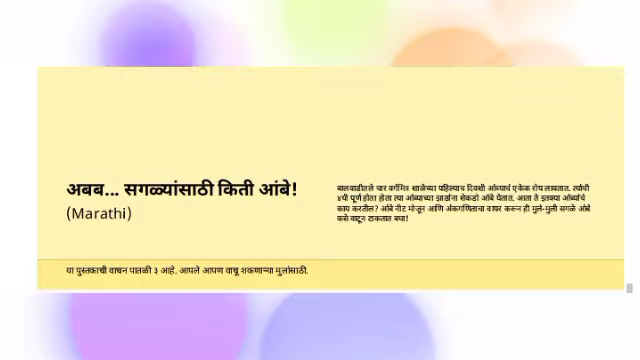 अबब... सगळ्यांसाठी किती आंबे!
(Marathi)
बालवाडीतले चार वर्गमित्र शाळेच्या पहिल्याच दिवशी आंब्याचं एकेक रोप लावतात. त्यांची
४थी पूर्ण होता होता त्या आंब्याच्या झाडांना शेकडो आंबे येतात. आता ते इतक्या आंब्यांचं
काय करतील? आंबे नीट मोजून आणि अंकगणिताचा वापर करून ही मुले-मुली सगळे आंबे
कसे वाटून टाकतात बघा!
या पुस्तकाची वाचन पातळी ३ आहे. आपले आपण वाचू शकणाऱ्या मुलांसाठी.